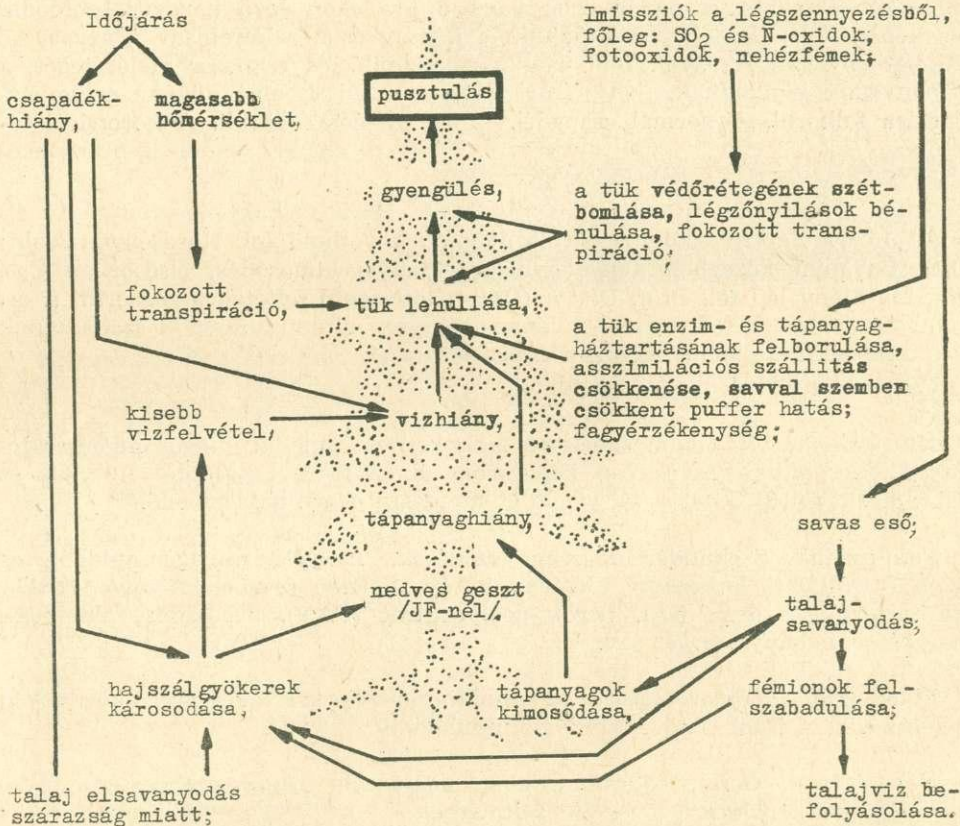 Időjárás
csapadék-
hiány,
magasabb
hőmérséklet,
pusztulás
Imissziók a légszennyezésből,
főleg: SO2 és N-oxidok,
fotooxidok, nehézfémek;
gyengülés,
a tük védőrétegének szét-
bomlása, légzőnyilások bé-
nulása, fokozott transz-
piráció;
fokozott
transpiráció,
tük lehullása,
a tük enzim- és tápanyag-
háztartásának felborulása,
asszimilációs szállitás
csökkenése, savval szemben
csökkent puffer hatás;
fagyérzékenység;
kisebb
vizfelvétel,
vizhiány,
tápanyaghiány,
savas eső;
nedves geszt
/JF-nél/.
talaj-
savanyodás;
hajszálgyökerek
károsodása,
tápanyagok
kimosódása,
fémionok fel-
szabadulása;
talaj elsavanyodás
szárazság miatt;
talajviz be-
folyásolása.